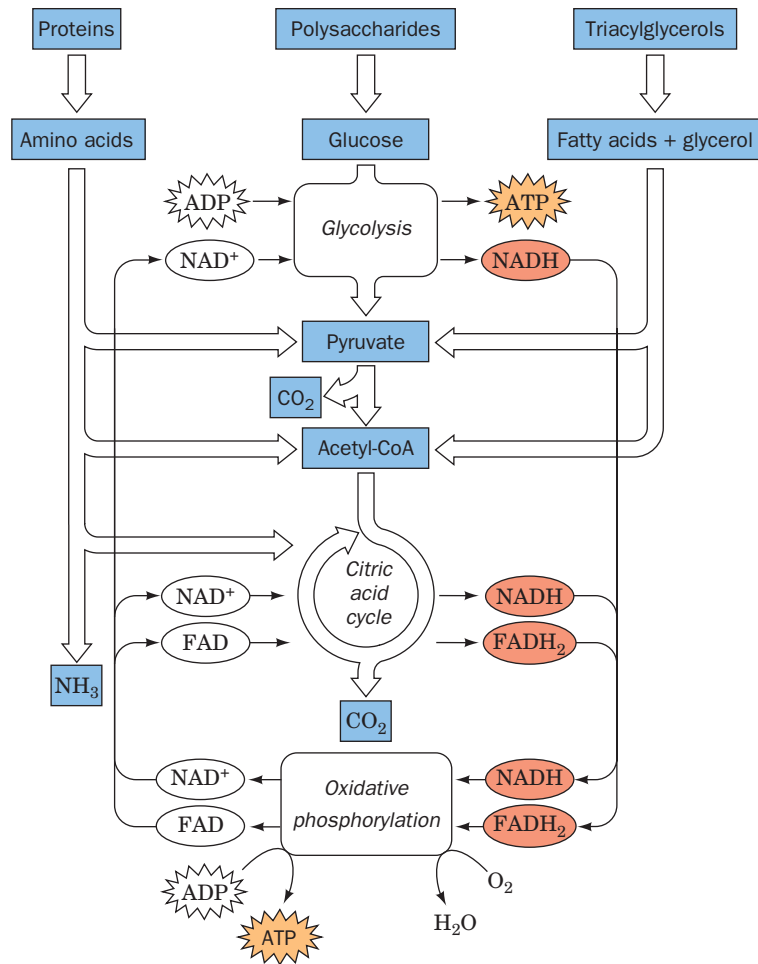 Proteins
Polysaccharides
Triacylglycerols
Amino acids
Glucose
Fatty acids + glycerol
ADP
ATP
Glycolysis
NAD⁺
NADH
Pyruvate
CO₂
Acetyl-CoA
Citric
acid
cycle
NAD⁺
NADH
FAD
FADH₂
NH₃
CO₂
NAD⁺
NADH
Oxidative
phosphorylation
FAD
FADH₂
ADP
O₂
ATP
H₂O